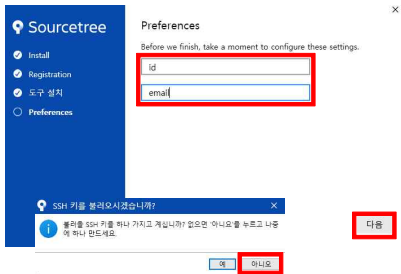 Sourcetree
Install
Registration
도구 설치
Preferences
Preferences
Before we finish, take a moment to configure these settings.
id
email
다음
SSH 키를 불러오시겠습니까?
불러올 SSH 키를 하나 가지고 계십니까? 없으면 '아니요'를 누르고 나중
에 하나 만드세요.
예
아니요